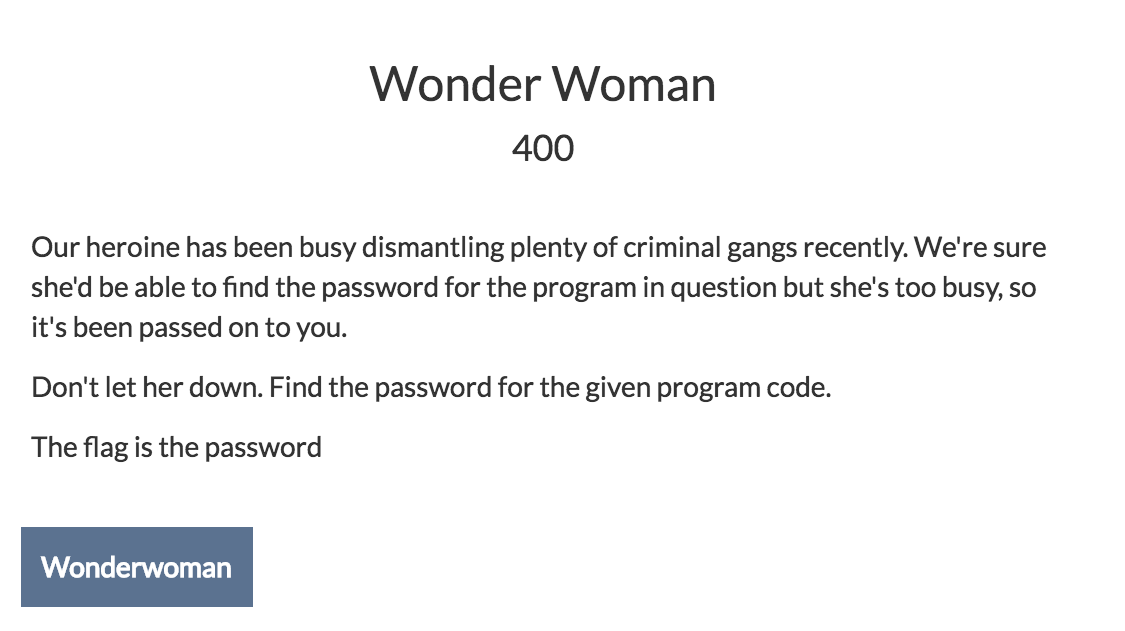 Wonder Woman
400
Our heroine has been busy dismantling plenty of criminal gangs recently. We're sure
she'd be able to find the password for the program in question but she's too busy, so
it's been passed on to you.
Don't let her down. Find the password for the given program code.
The flag is the password
Wonderwoman